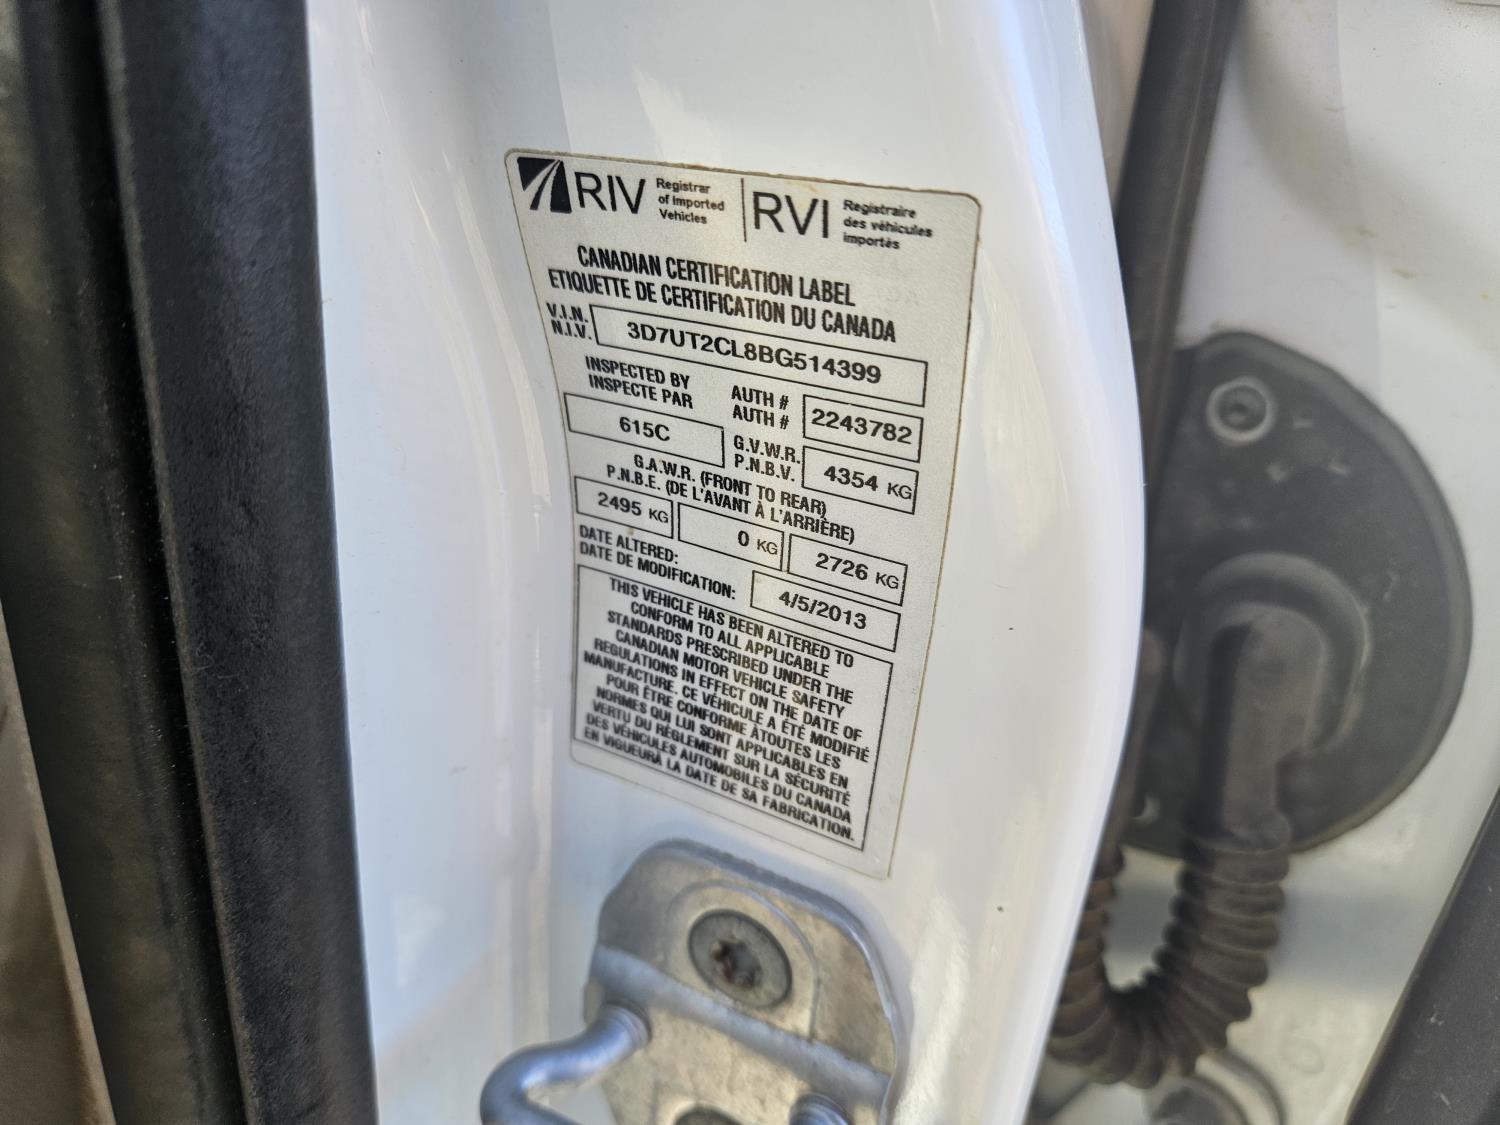 RIV Registrar of Imported Vehicles
RVI Registraire des véhicules importés
CANADIAN CERTIFICATION LABEL
ETIQUETTE DE CERTIFICATION DU CANADA
V.I.N.
N.I.V.
3D7UT2CL8BG514399
INSPECTED BY
INSPECTE PAR
615C
AUTH #
AUTH #
2243782
G.V.W.R.
P.N.B.V.
4354 KG
G.A.W.R. (FRONT TO REAR)
P.N.B.E. (DE L'AVANT À L'ARRIÈRE)
2495 KG
0 KG
2726 KG
DATE ALTERED:
DATE DE MODIFICATION:
4/5/2013
THIS VEHICLE HAS BEEN ALTERED TO
CONFORM TO ALL APPLICABLE
STANDARDS PRESCRIBED UNDER THE
CANADIAN MOTOR VEHICLE SAFETY
REGULATIONS IN EFFECT ON THE DATE OF
MANUFACTURE. CE VÉHICULE A ÉTÉ MODIFIÉ
POUR ÊTRE CONFORME ÀTOUTES LES
NORMES QUI LUI SONT APPLICABLES EN
VERTU DU RÈGLEMENT SUR LA SÉCURITÉ
DES VÉHICULES AUTOMOBILES DU CANADA
EN VIGUEURÀ LA DATE DE SA FABRICATION.